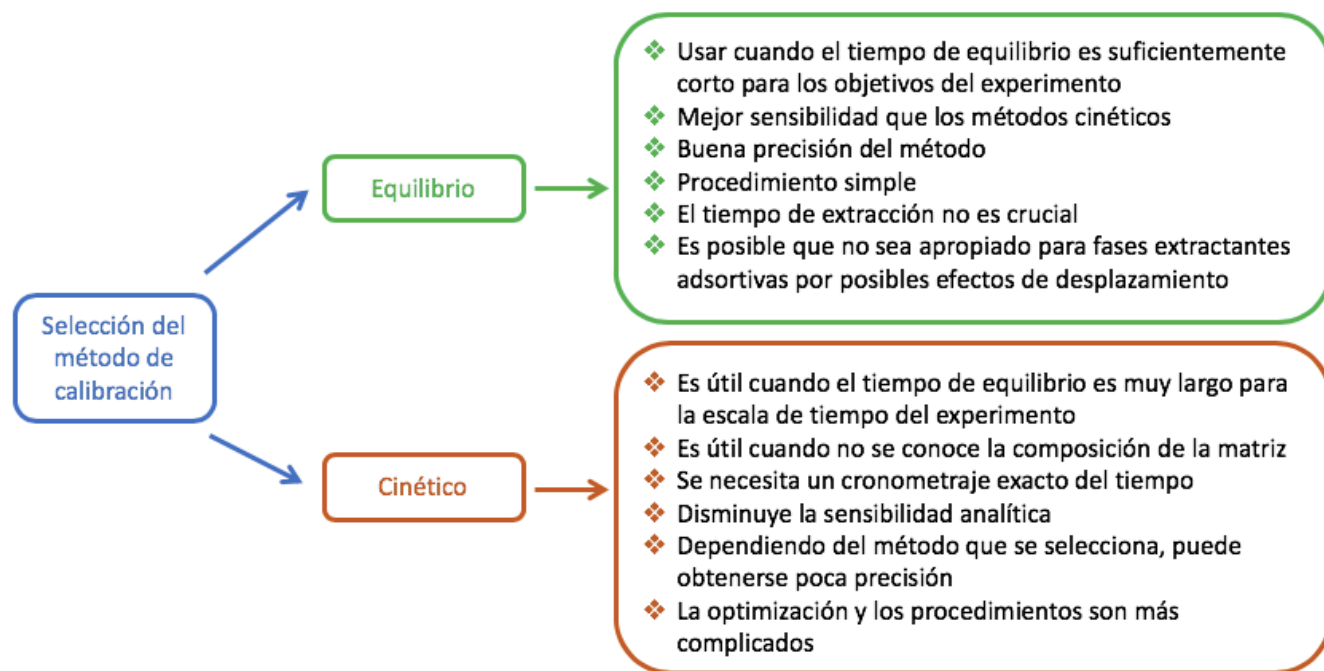 Selección del
método de
calibración
Equilibrio
❖ Usar cuando el tiempo de equilibrio es suficientemente
corto para los objetivos del experimento
❖ Mejor sensibilidad que los métodos cinéticos
❖ Buena precisión del método
❖ Procedimiento simple
❖ El tiempo de extracción no es crucial
❖ Es posible que no sea apropiado para fases extractantes
adsortivas por posibles efectos de desplazamiento
Cinético
❖ Es útil cuando el tiempo de equilibrio es muy largo para
la escala de tiempo del experimento
❖ Es útil cuando no se conoce la composición de la matriz
❖ Se necesita un cronometraje exacto del tiempo
❖ Disminuye la sensibilidad analítica
❖ Dependiendo del método que se selecciona, puede
obtenerse poca precisión
❖ La optimización y los procedimientos son más
complicados